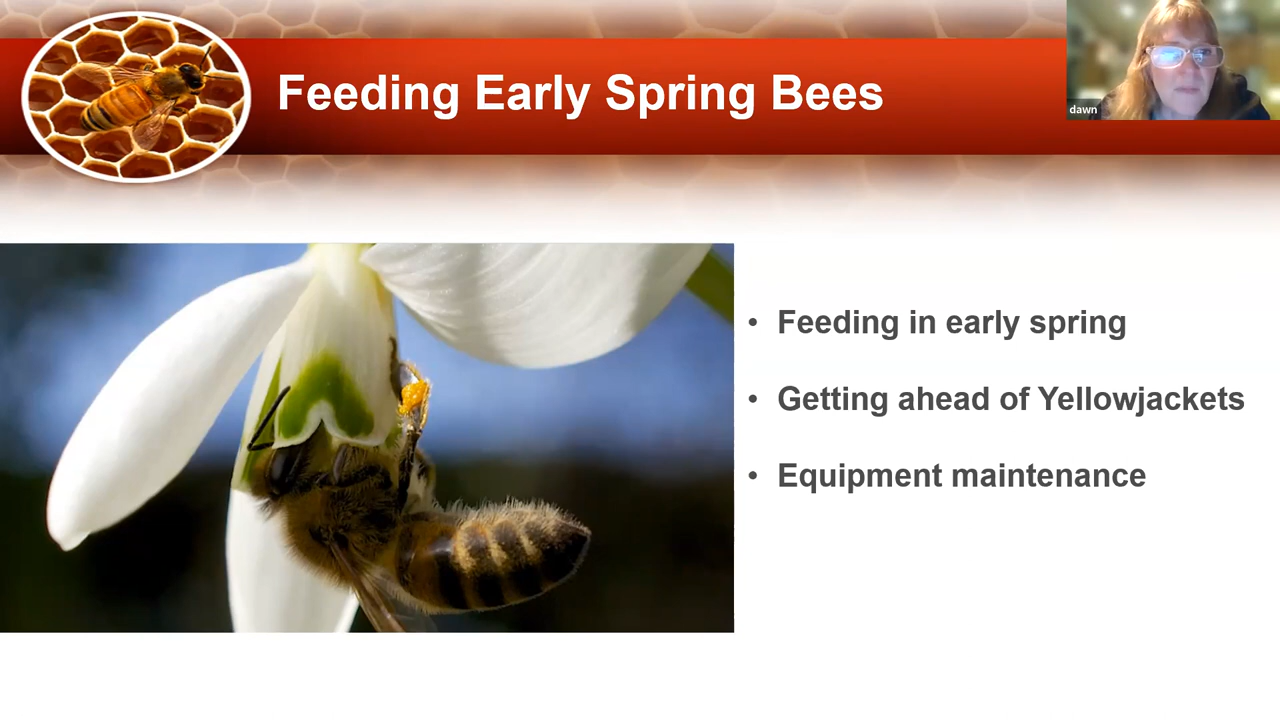 Feeding Early Spring Bees
dawn
• Feeding in early spring
• Getting ahead of Yellowjackets
• Equipment maintenance